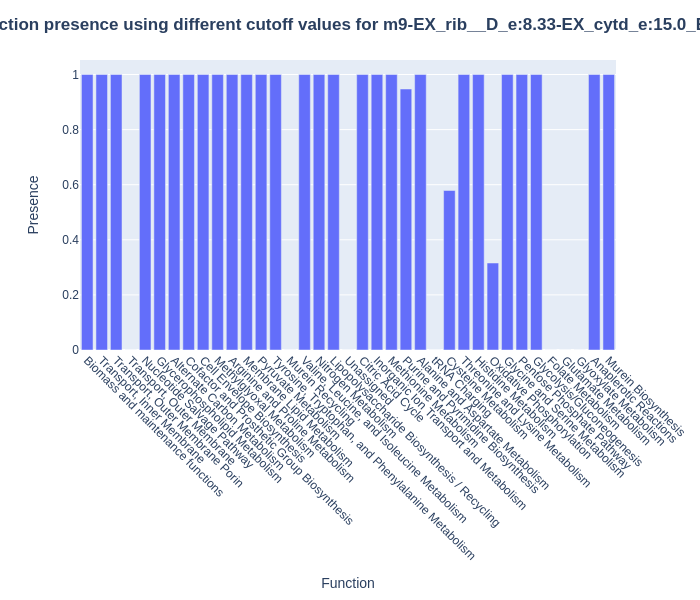 ction presence using different cutoff values for m9-EX_rib__D_e:8.33-EX_cytd_e:15.0_E
1
0.8
0.6
0.4
0.2
0
Presence
Biomass and maintenance functions
Transport, Inner Membrane
Transport, Outer Membrane
Transport, Outer Membrane Porin
Nucleotide Salvage Pathway
Glycerophospholipid Metabolism
Alternate Carbon Metabolism
Cofactor and Prosthetic Group Biosynthesis
Cell Envelope Biosynthesis
Methylglyoxal Metabolism
Arginine and Proline Metabolism
Membrane Lipid Metabolism
Pyruvate Metabolism
Tyrosine, Tryptophan, and Phenylalanine Metabolism
Murein Recycling
Valine, Leucine, and Isoleucine Metabolism
Nitrogen Metabolism
Lipopolysaccharide Biosynthesis / Recycling
Unassigned
Citric Acid Cycle
Inorganic Ion Transport and Metabolism
Methionine Metabolism
Purine and Pyrimidine Biosynthesis
Alanine and Aspartate Metabolism
tRNA Charging
Cysteine Metabolism
Threonine and Lysine Metabolism
Histidine Metabolism
Oxidative Phosphorylation
Glycine and Serine Metabolism
Pentose Phosphate Pathway
Glycolysis/Gluconeogenesis
Folate Metabolism
Glutamate Metabolism
Glyoxylate Metabolism
Anaplerotic Reactions
Murein Biosynthesis
Function